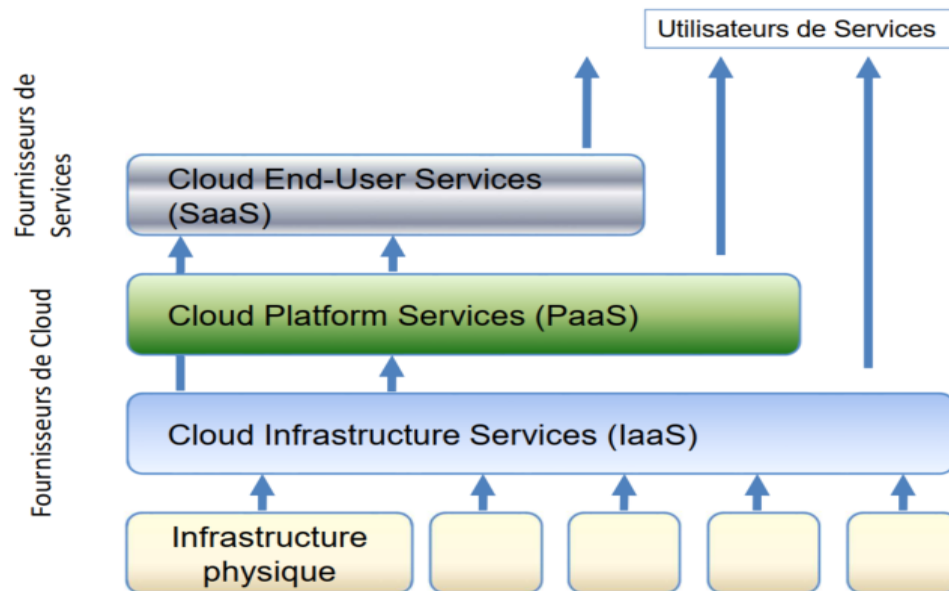 Utilisateurs de Services
Fournisseurs de
Services
Cloud End-User Services
(SaaS)
Cloud Platform Services (PaaS)
Fournisseurs de Cloud
Cloud Infrastructure Services (IaaS)
Infrastructure
physique